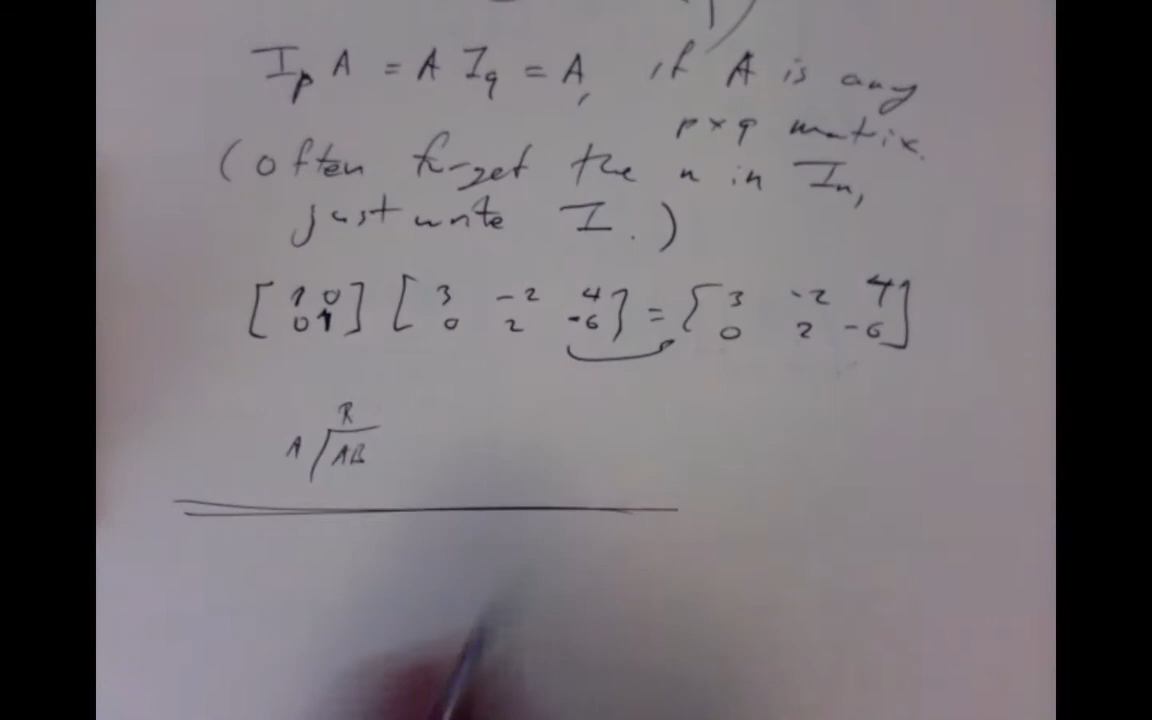 I_p A = A I_q = A, if A is any
p × q matrix.
(Often forget the n in I_n,
just write I.)
[ 1 0 ] [ 3 -2 4 ] = [ 3 -2 4 ]
[ 0 1 ] [ 0 2 -6 ] [ 0 2 -6 ]
B
A / AB